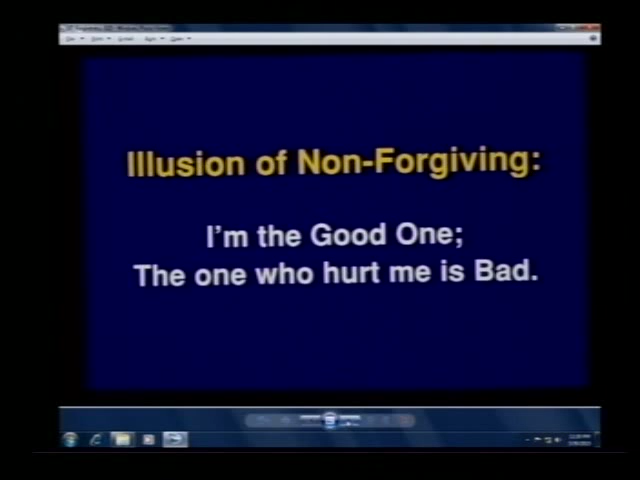 Illusion of Non-Forgiving:
I'm the Good One;
The one who hurt me is Bad.